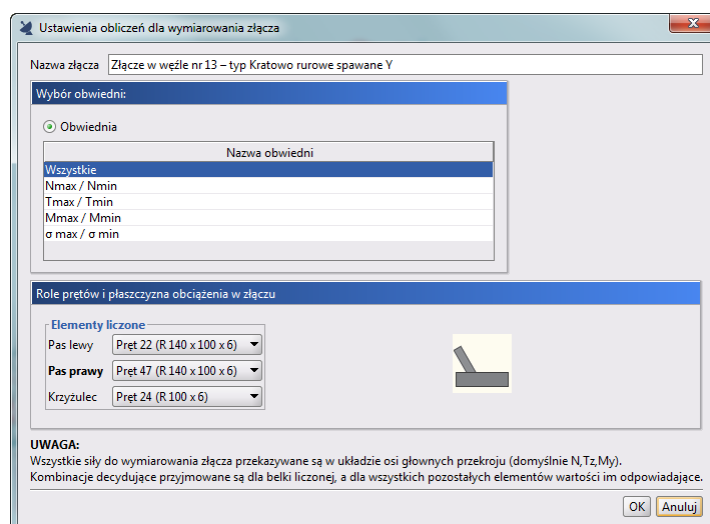 Ustawienia obliczeń dla wymiarowania złącza
Nazwa złącza Złącze w węźle nr 13 – typ Kratowo rurowe spawane Y
Wybór obwiedni:
Obwiednia
Nazwa obwiedni
Wszystkie
Nmax / Nmin
Tmax / Tmin
Mmax / Mmin
σ max / σ min
Role prętów i płaszczyzna obciążenia w złączu
Elementy liczone
Pas lewy Pręt 22 (R 140 x 100 x 6)
Pas prawy Pręt 47 (R 140 x 100 x 6)
Krzyżulec Pręt 24 (R 100 x 6)
UWAGA:
Wszystkie siły do wymiarowania złącza przekazywane są w układzie osi głownych przekroju (domyślnie N,Tz,My).
Kombinacje decydujące przyjmowane są dla belki liczonej, a dla wszystkich pozostałych elementów wartości im odpowiadające.
OK Anuluj